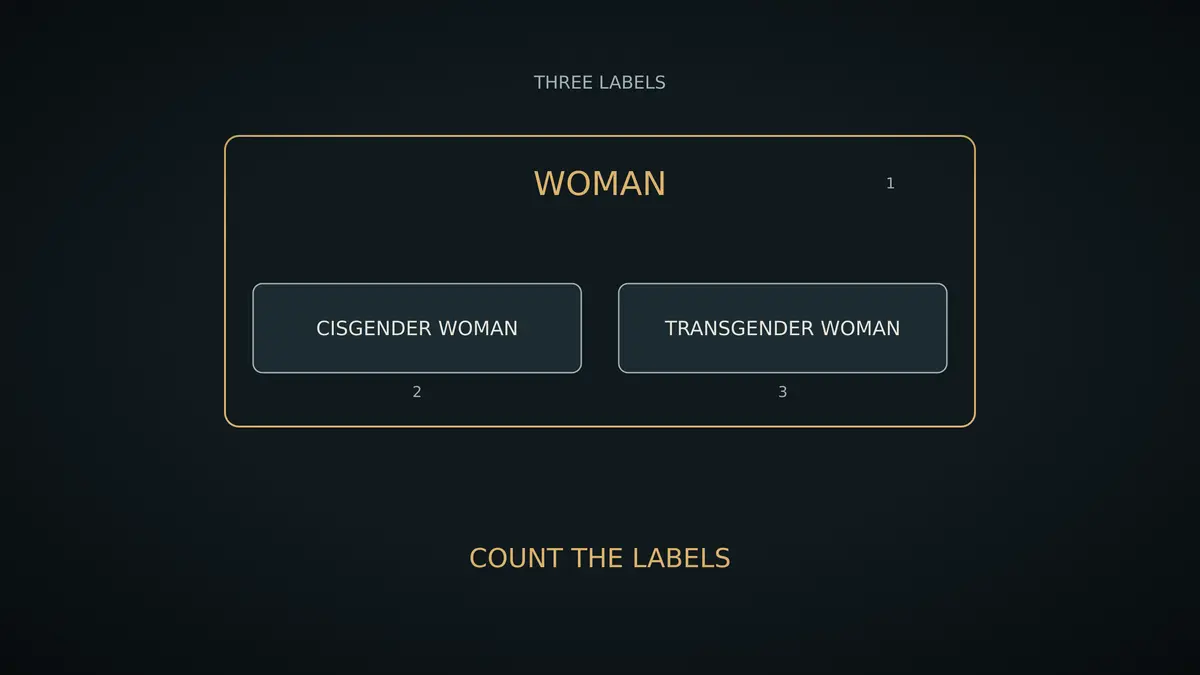 THREE LABELS
WOMAN
1
CISGENDER WOMAN
TRANSGENDER WOMAN
2
3
COUNT THE LABELS